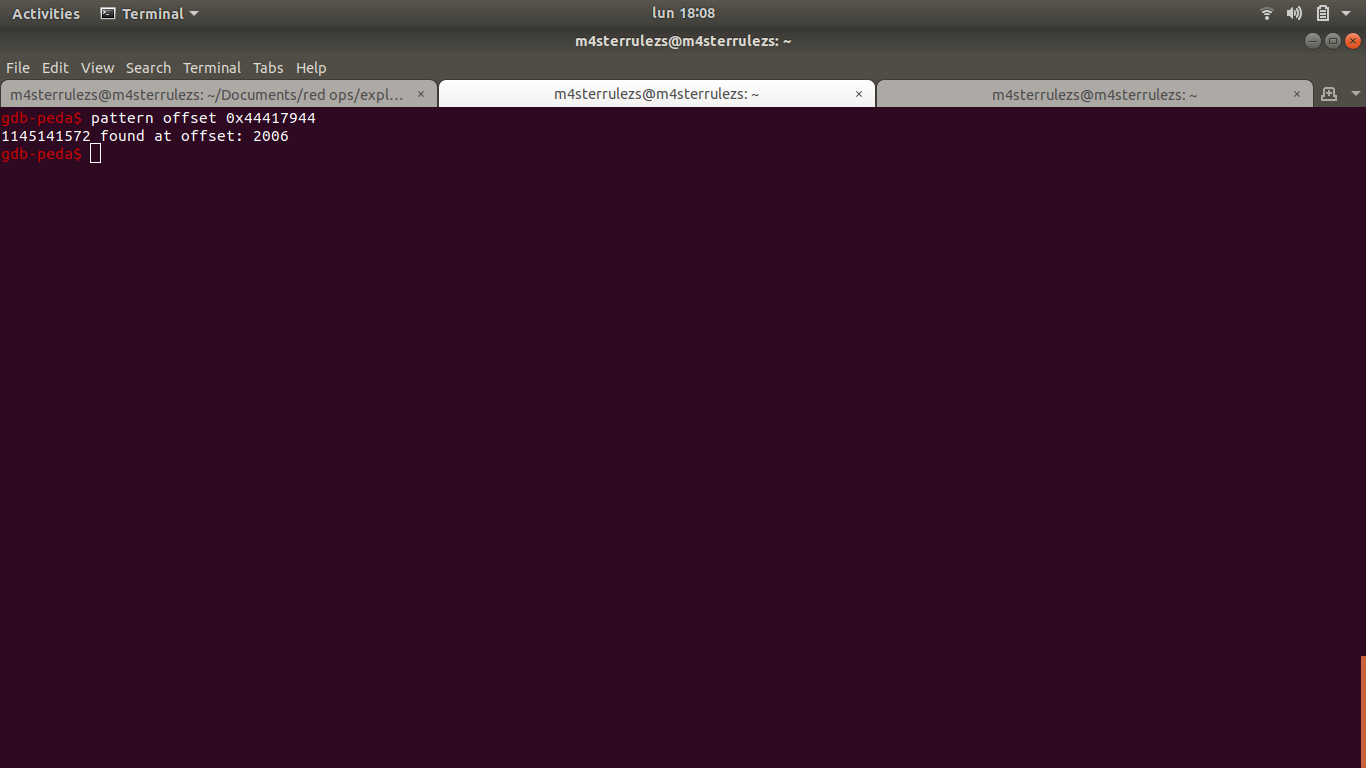 Activities Terminal lun 18:08
m4sterrulezs@m4sterrulezs: ~
File Edit View Search Terminal Tabs Help
m4sterrulezs@m4sterrulezs: ~/Documents/red ops/expl... × m4sterrulezs@m4sterrulezs: ~ × m4sterrulezs@m4sterrulezs: ~ ×
gdb-peda$ pattern offset 0x44417944
1145141572 found at offset: 2006
gdb-peda$